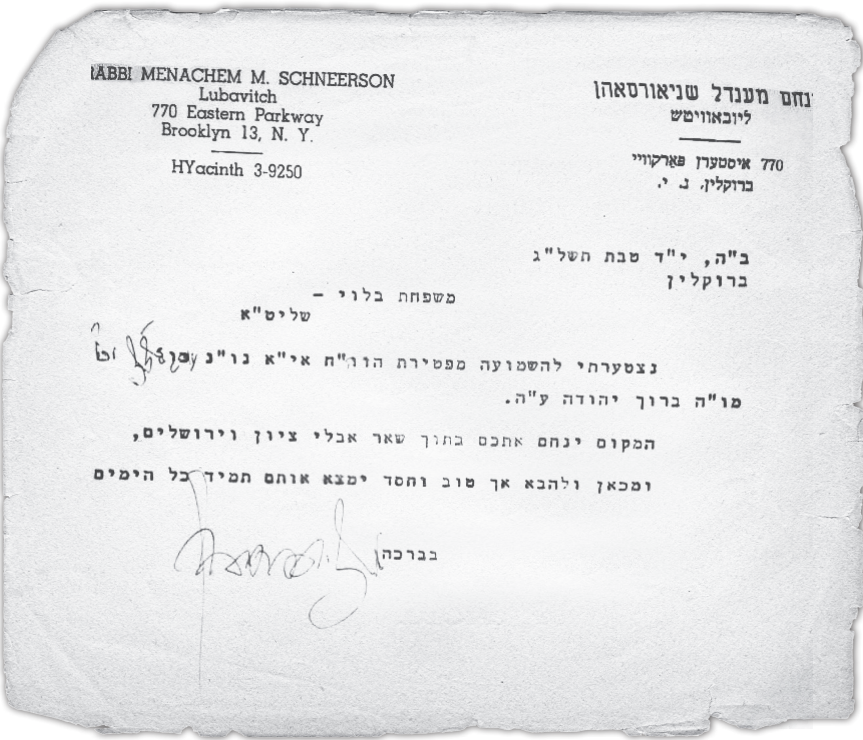 RABBI MENACHEM M. SCHNEERSON
Lubavitch
770 Eastern Parkway
Brooklyn 13, N. Y.
HYacinth 3-9250
נחם מענדל שניאורסאהן
ליובאוויטש
770 איסטערן פארקוויי
ברוקלין, נ. י.
ב"ה, י"ד טבת תשל"ג
ברוקלין
משפחת בלוי -
שליט"א
נצטערתי להשמועה מפטירת הוו"ח אי"א נו"נ
מו"ה ברוך יהודה ע"ה.
המקום ינחם אתכם בתוך שאר אבלי ציון וירושלים,
ומכאן ולהבא אך טוב וחסד ימצא אותם תמיד כל הימים
בברכה